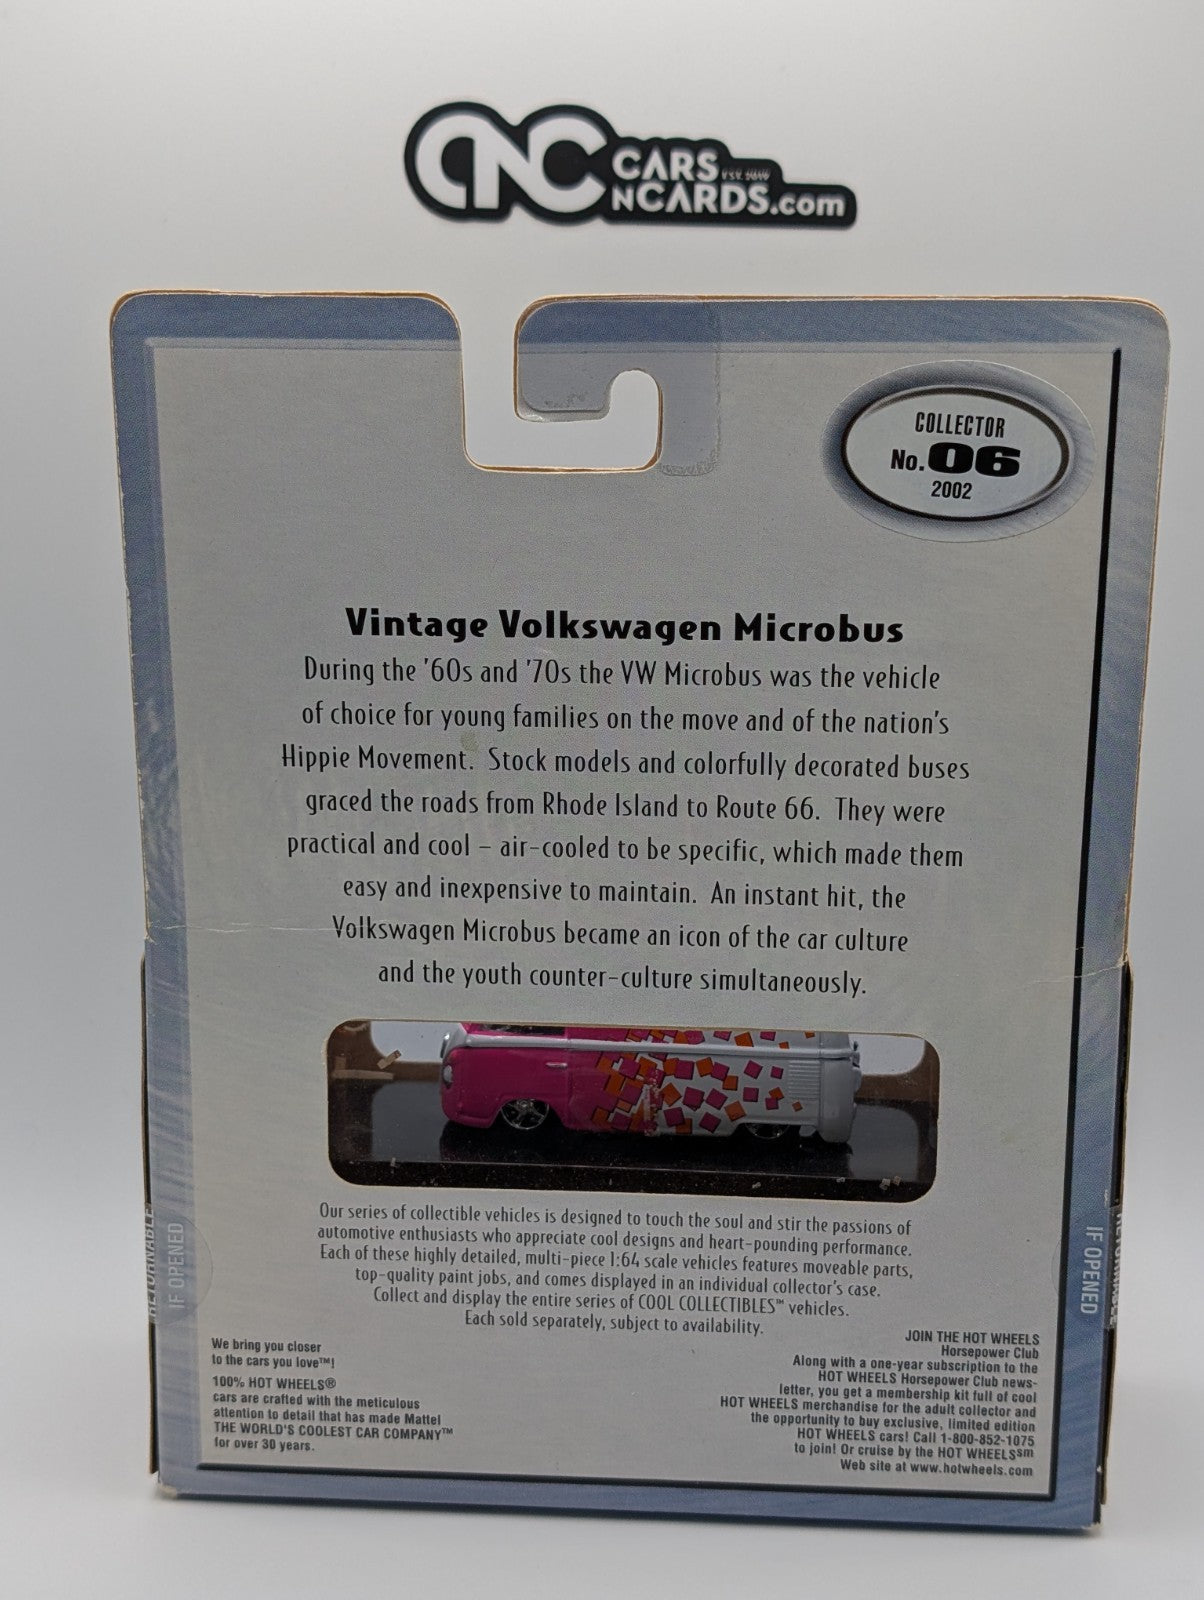 CNC CARS EST. 2019
NCARDS.com
COLLECTOR
No. 06
2002
Vintage Volkswagen Microbus
During the '60s and '70s the VW Microbus was the vehicle
of choice for young families on the move and of the nation's
Hippie Movement. Stock models and colorfully decorated buses
graced the roads from Rhode Island to Route 66. They were
practical and cool – air-cooled to be specific, which made them
easy and inexpensive to maintain. An instant hit, the
Volkswagen Microbus became an icon of the car culture
and the youth counter-culture simultaneously.
Our series of collectible vehicles is designed to touch the soul and stir the passions of
automotive enthusiasts who appreciate cool designs and heart-pounding performance.
Each of these highly detailed, multi-piece 1:64 scale vehicles features moveable parts,
top-quality paint jobs, and comes displayed in an individual collector's case.
Collect and display the entire series of COOL COLLECTIBLES™ vehicles.
Each sold separately, subject to availability.
RETURNABLE
IF OPENED
IF OPENED
We bring you closer
to the cars you love™!
100% HOT WHEELS®
cars are crafted with the meticulous
attention to detail that has made Mattel
THE WORLD'S COOLEST CAR COMPANY™
for over 30 years.
JOIN THE HOT WHEELS
Horsepower Club
Along with a one-year subscription to the
HOT WHEELS Horsepower Club news-
letter, you get a membership kit full of cool
HOT WHEELS merchandise for the adult collector and
the opportunity to buy exclusive, limited edition
HOT WHEELS cars! Call 1-800-852-1075
to join! Or cruise by the HOT WHEELSSM
Web site at www.hotwheels.com